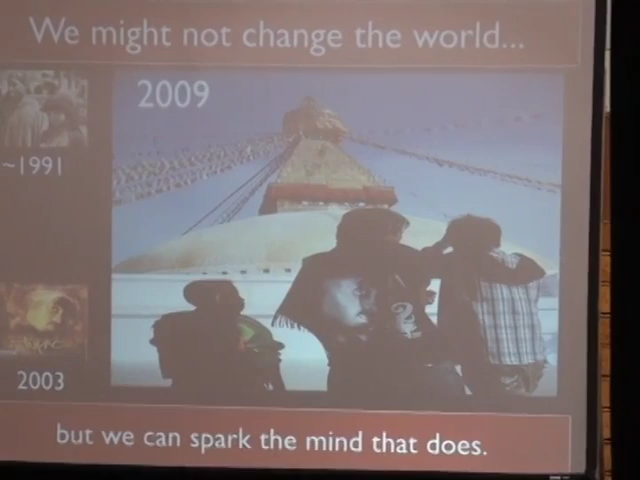 We might not change the world...
2009
~1991
2003
but we can spark the mind that does.